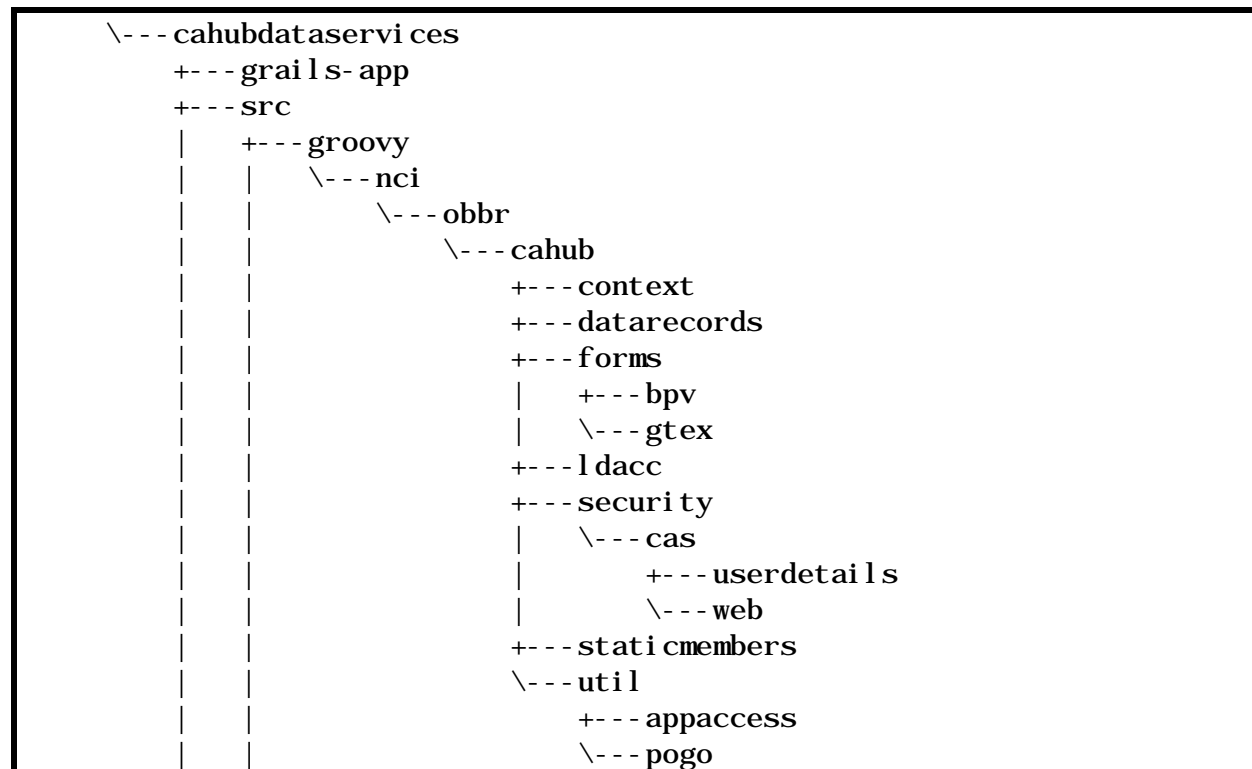 \---cahubdataservices
    +---grails-app
    +---src
    |   +---groovy
    |   |   \---nci
    |   |       \---obbr
    |   |           \---cahub
    |   |               +---context
    |   |               +---datarecords
    |   |               +---forms
    |   |               |   +---bpv
    |   |               |   \---gtex
    |   |               +---ldacc
    |   |               +---security
    |   |               |   \---cas
    |   |               |       +---userdetails
    |   |               |       \---web
    |   |               +---staticmembers
    |   |               \---util
    |   |                   +---appaccess
    |   |                   \---pogo